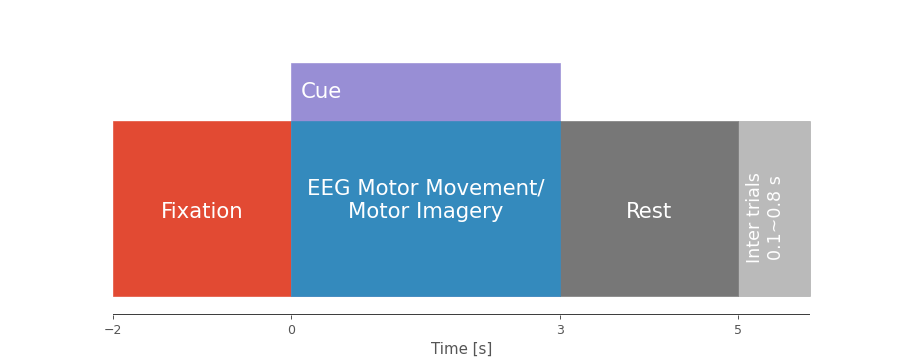 Cue
Fixation
EEG Motor Movement/
Motor Imagery
Rest
Inter trials
0.1~0.8 s
−2
0
3
5
Time [s]